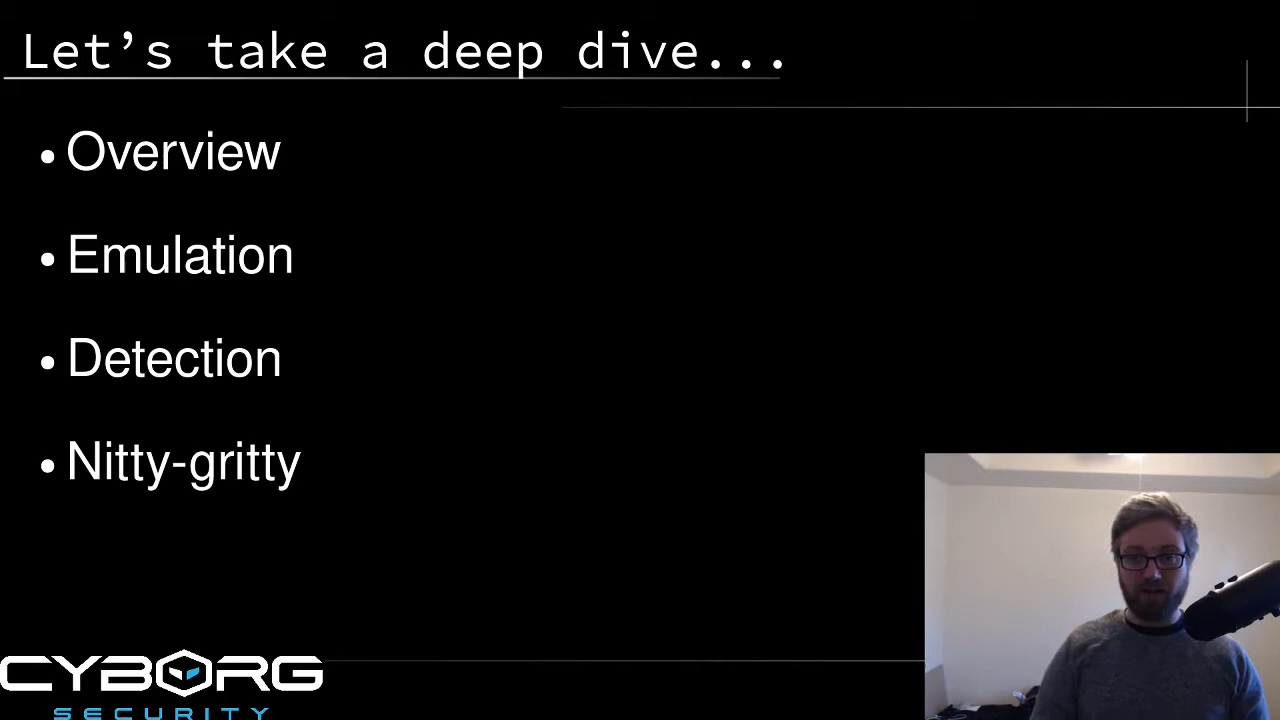 Let’s take a deep dive...
• Overview
• Emulation
• Detection
• Nitty-gritty
CYBORG
SECURITY